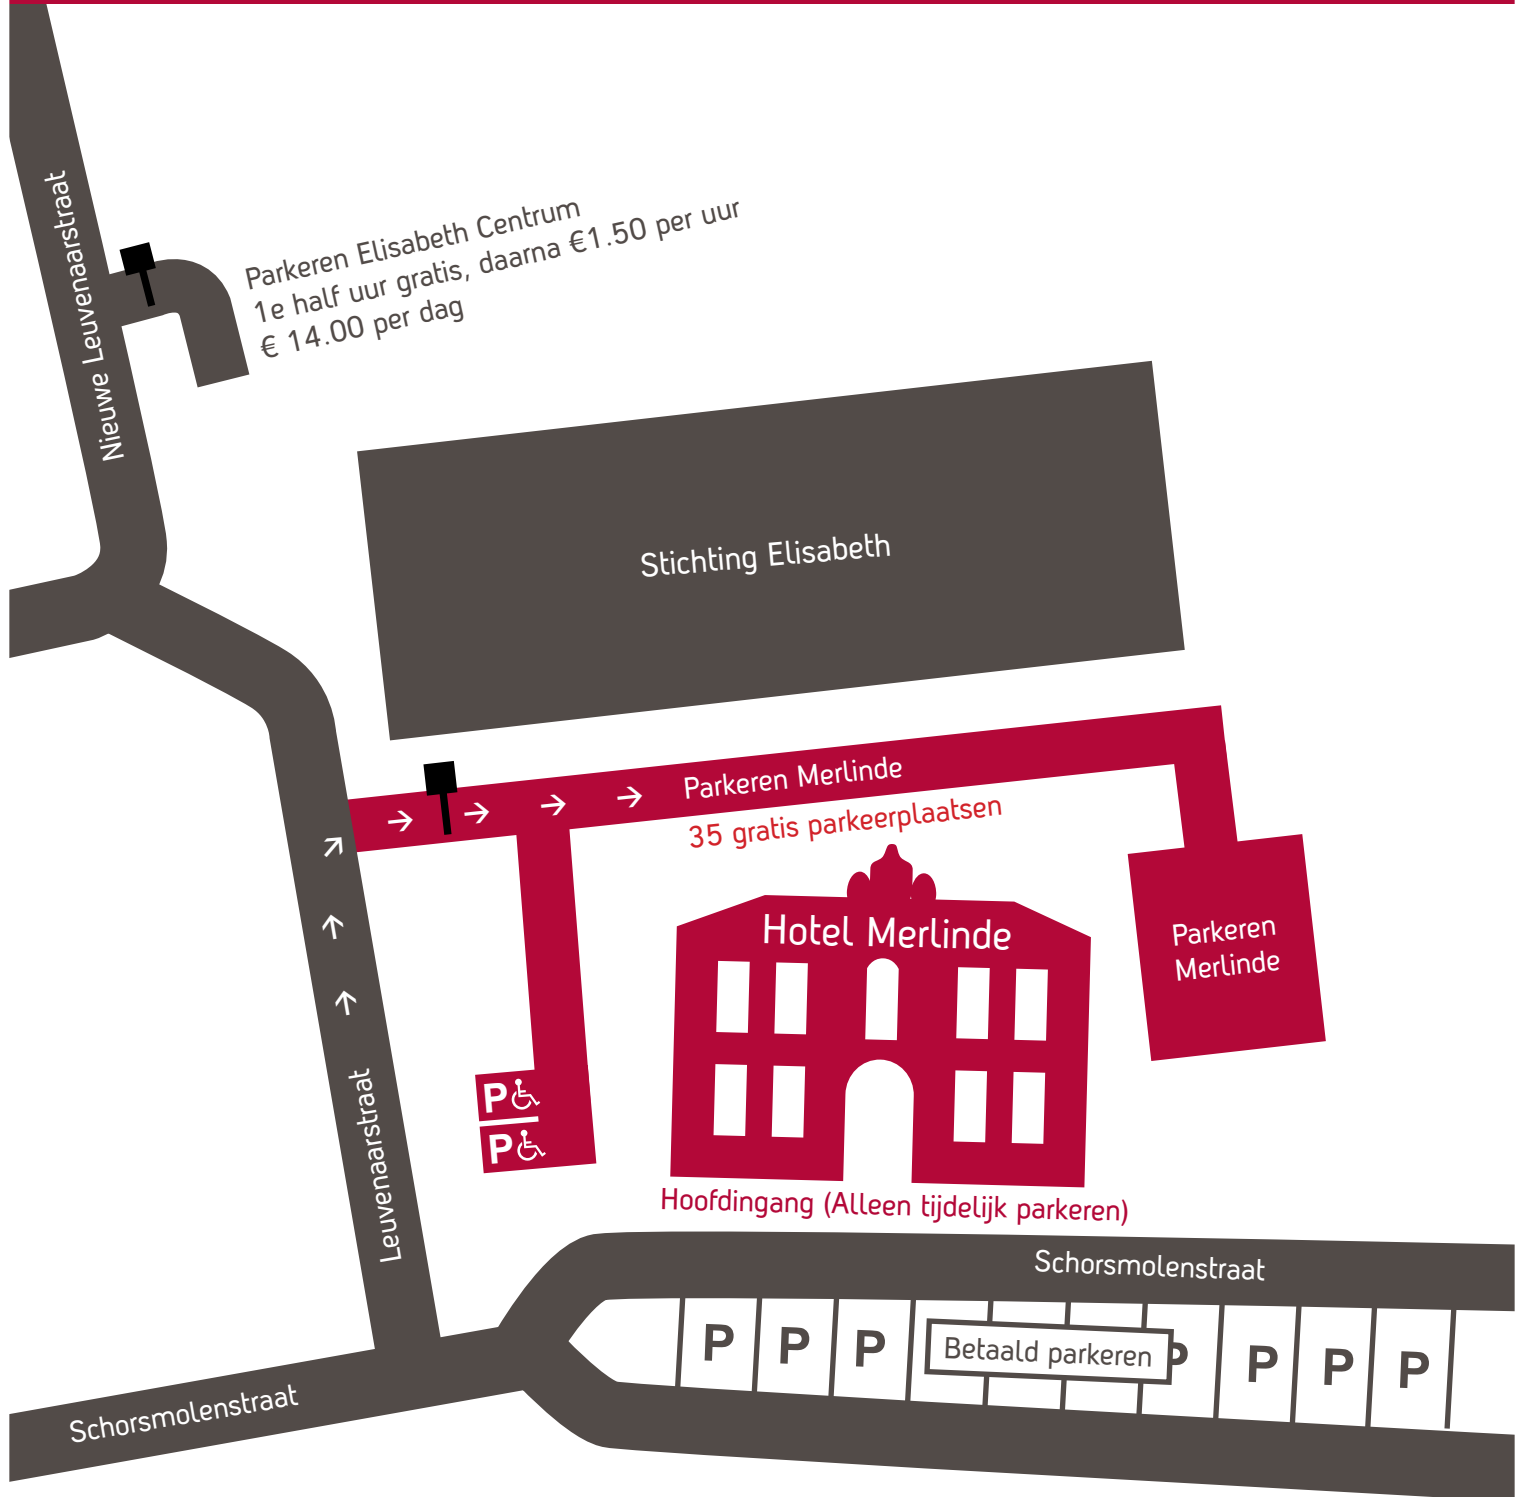 Nieuwe Leuvenaarstraat
Parkeren Elisabeth Centrum
1e half uur gratis, daarna €1.50 per uur
€ 14.00 per dag
Stichting Elisabeth
Parkeren Merlinde
35 gratis parkeerplaatsen
Hotel Merlinde
Parkeren
Merlinde
P
P
Leuvenaarstraat
Hoofdingang (Alleen tijdelijk parkeren)
Schorsmolenstraat
P P P Betaald parkeren P P P P
Schorsmolenstraat